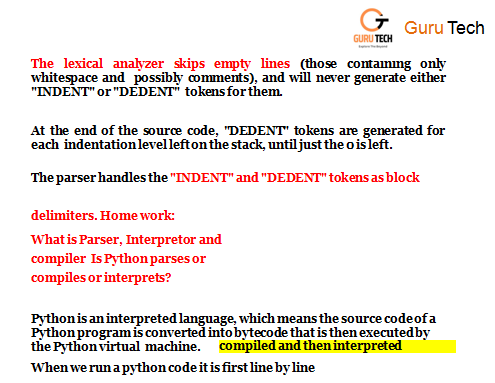 GURU TECH
Guru Tech
The lexical analyzer skips empty lines (those containing only
whitespace and possibly comments), and will never generate either
"INDENT" or "DEDENT" tokens for them.
At the end of the source code, "DEDENT" tokens are generated for
each indentation level left on the stack, until just the 0 is left.
The parser handles the "INDENT" and "DEDENT" tokens as block
delimiters. Home work:
What is Parser, Interpretor and
compiler Is Python parses or
compiles or interprets?
Python is an interpreted language, which means the source code of a
Python program is converted into bytecode that is then executed by
the Python virtual machine. compiled and then interpreted
When we run a python code it is first line by line